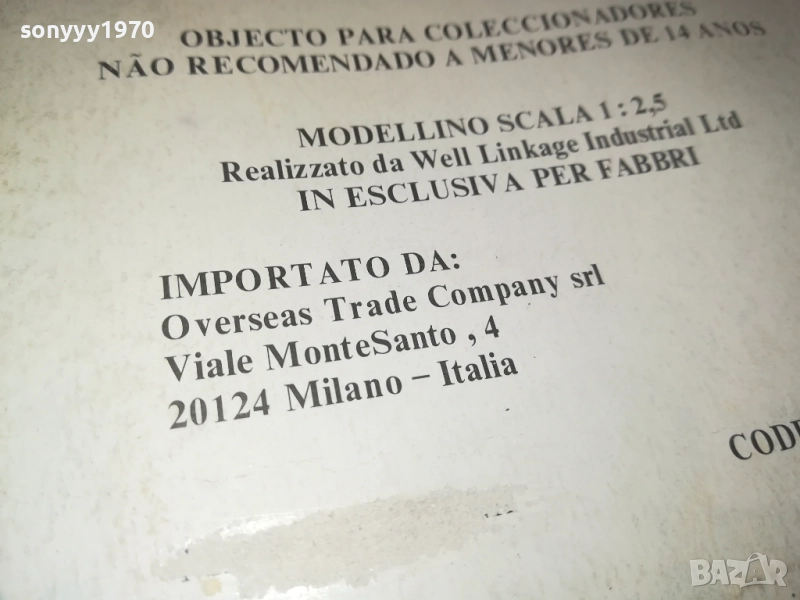 sonyyy1970
OBJECTO PARA COLECCIONADORES
NÃO RECOMENDADO A MENORES DE 14 ANOS
MODELLINO SCALA 1 : 2,5
Realizzato da Well Linkage Industrial Ltd
IN ESCLUSIVA PER FABBRI
IMPORTATO DA:
Overseas Trade Company srl
Viale MonteSanto , 4
20124 Milano – Italia
BAZAR